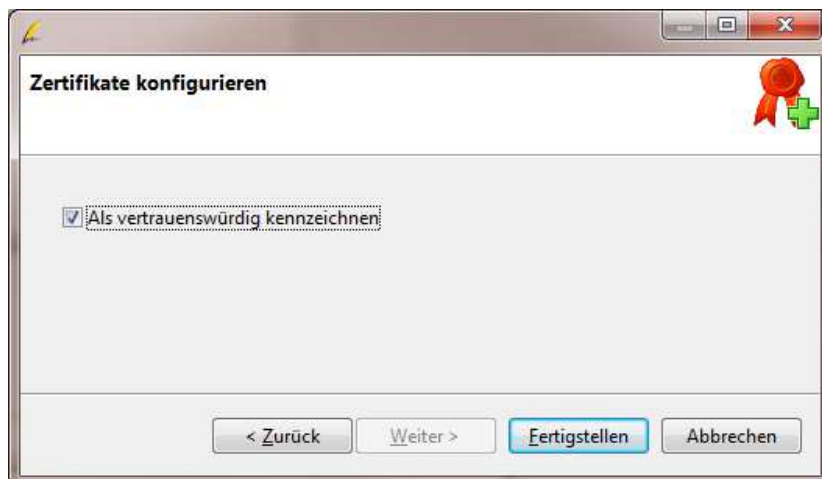 Zertifikate konfigurieren
Als vertrauenswürdig kennzeichnen
< Zurück Weiter > Fertigstellen Abbrechen